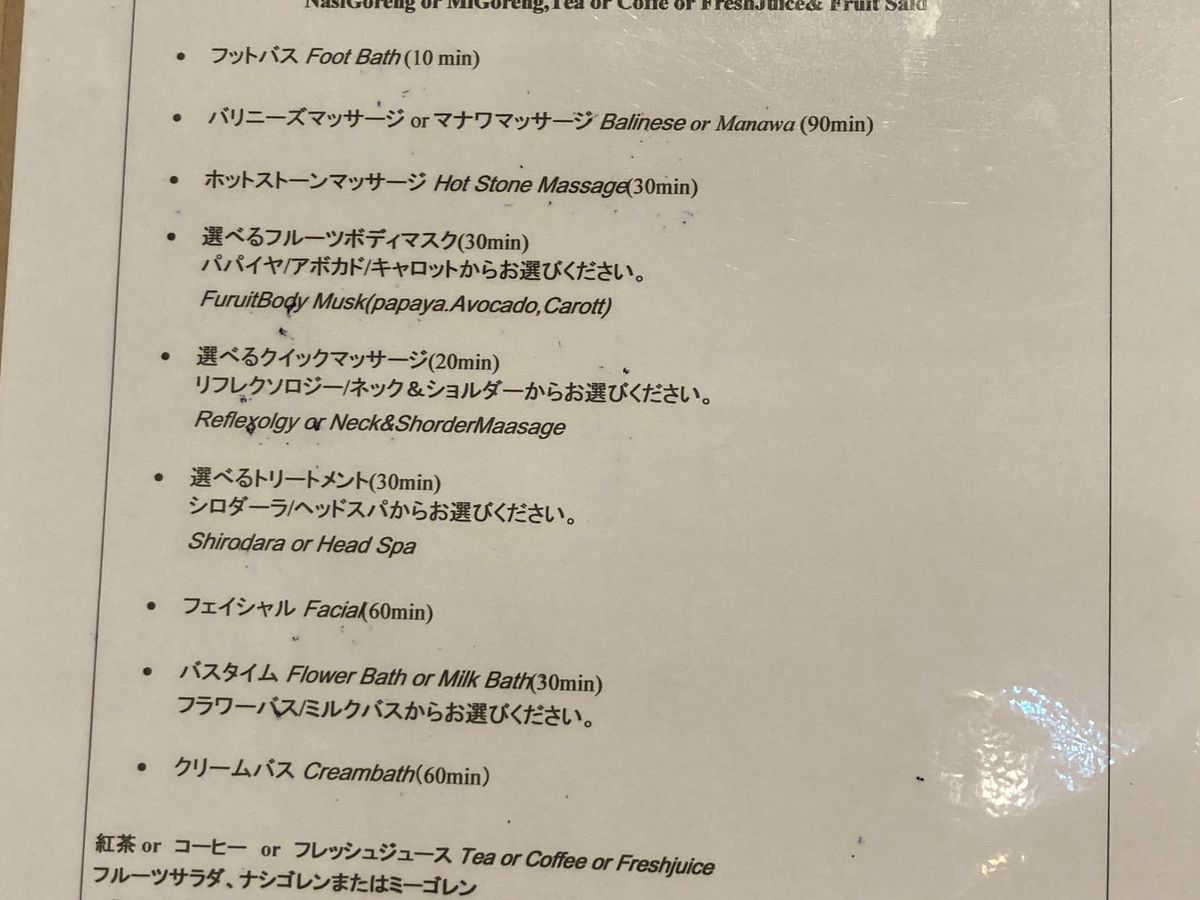 NasiGoreng or MiGoreng,Tea or Coffe or FreshJuice& Fruit Sald
• フットバス Foot Bath (10 min)
• バリニーズマッサージ or マナワマッサージ Balinese or Manawa (90min)
• ホットストーンマッサージ Hot Stone Massage(30min)
• 選べるフルーツボディマスク(30min)
パパイヤ/アボカド/キャロットからお選びください。
FuruitBody Musk(papaya.Avocado,Carott)
• 選べるクイックマッサージ(20min)
リフレクソロジー/ネック＆ショルダーからお選びください。
Reflexolgy or Neck&ShorderMaasage
• 選べるトリートメント(30min)
シロダーラ/ヘッドスパからお選びください。
Shirodara or Head Spa
• フェイシャル Facial(60min)
• バスタイム Flower Bath or Milk Bath(30min)
フラワーバス/ミルクバスからお選びください。
• クリームバス Creambath(60min)
紅茶 or コーヒー or フレッシュジュース Tea or Coffee or Freshjuice
フルーツサラダ、ナシゴレンまたはミーゴレン